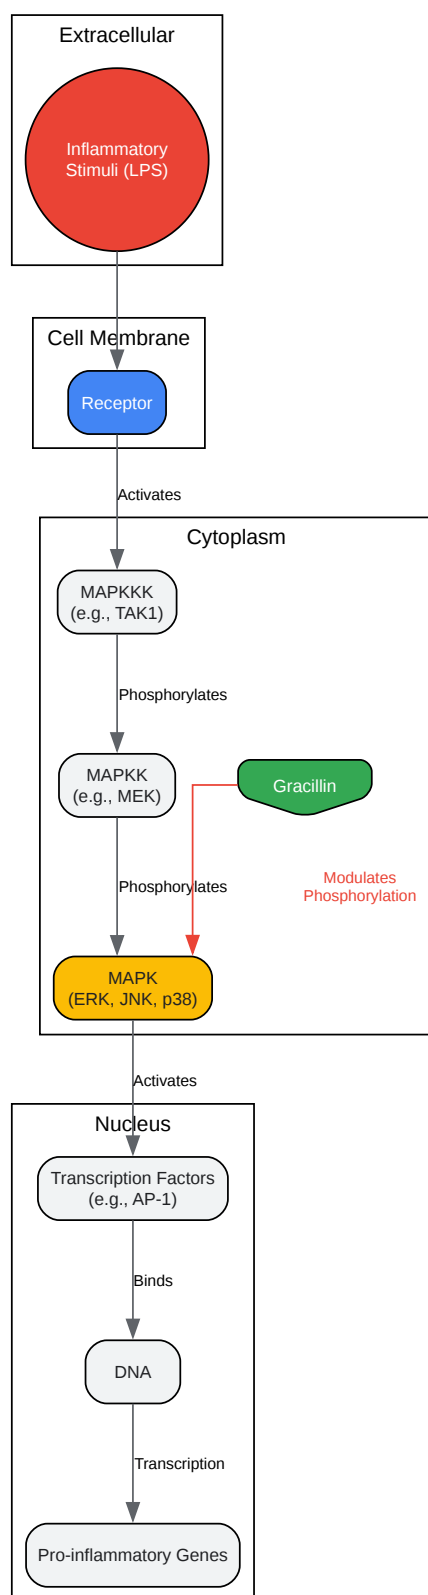 Extracellular
Inflammatory
Stimuli (LPS)
Cell Membrane
Receptor
Activates
Cytoplasm
MAPKKK
(e.g., TAK1)
Phosphorylates
MAPKK
(e.g., MEK)
Gracillin
Phosphorylates
Modulates
Phosphorylation
MAPK
(ERK, JNK, p38)
Activates
Nucleus
Transcription Factors
(e.g., AP-1)
Binds
DNA
Transcription
Pro-inflammatory Genes